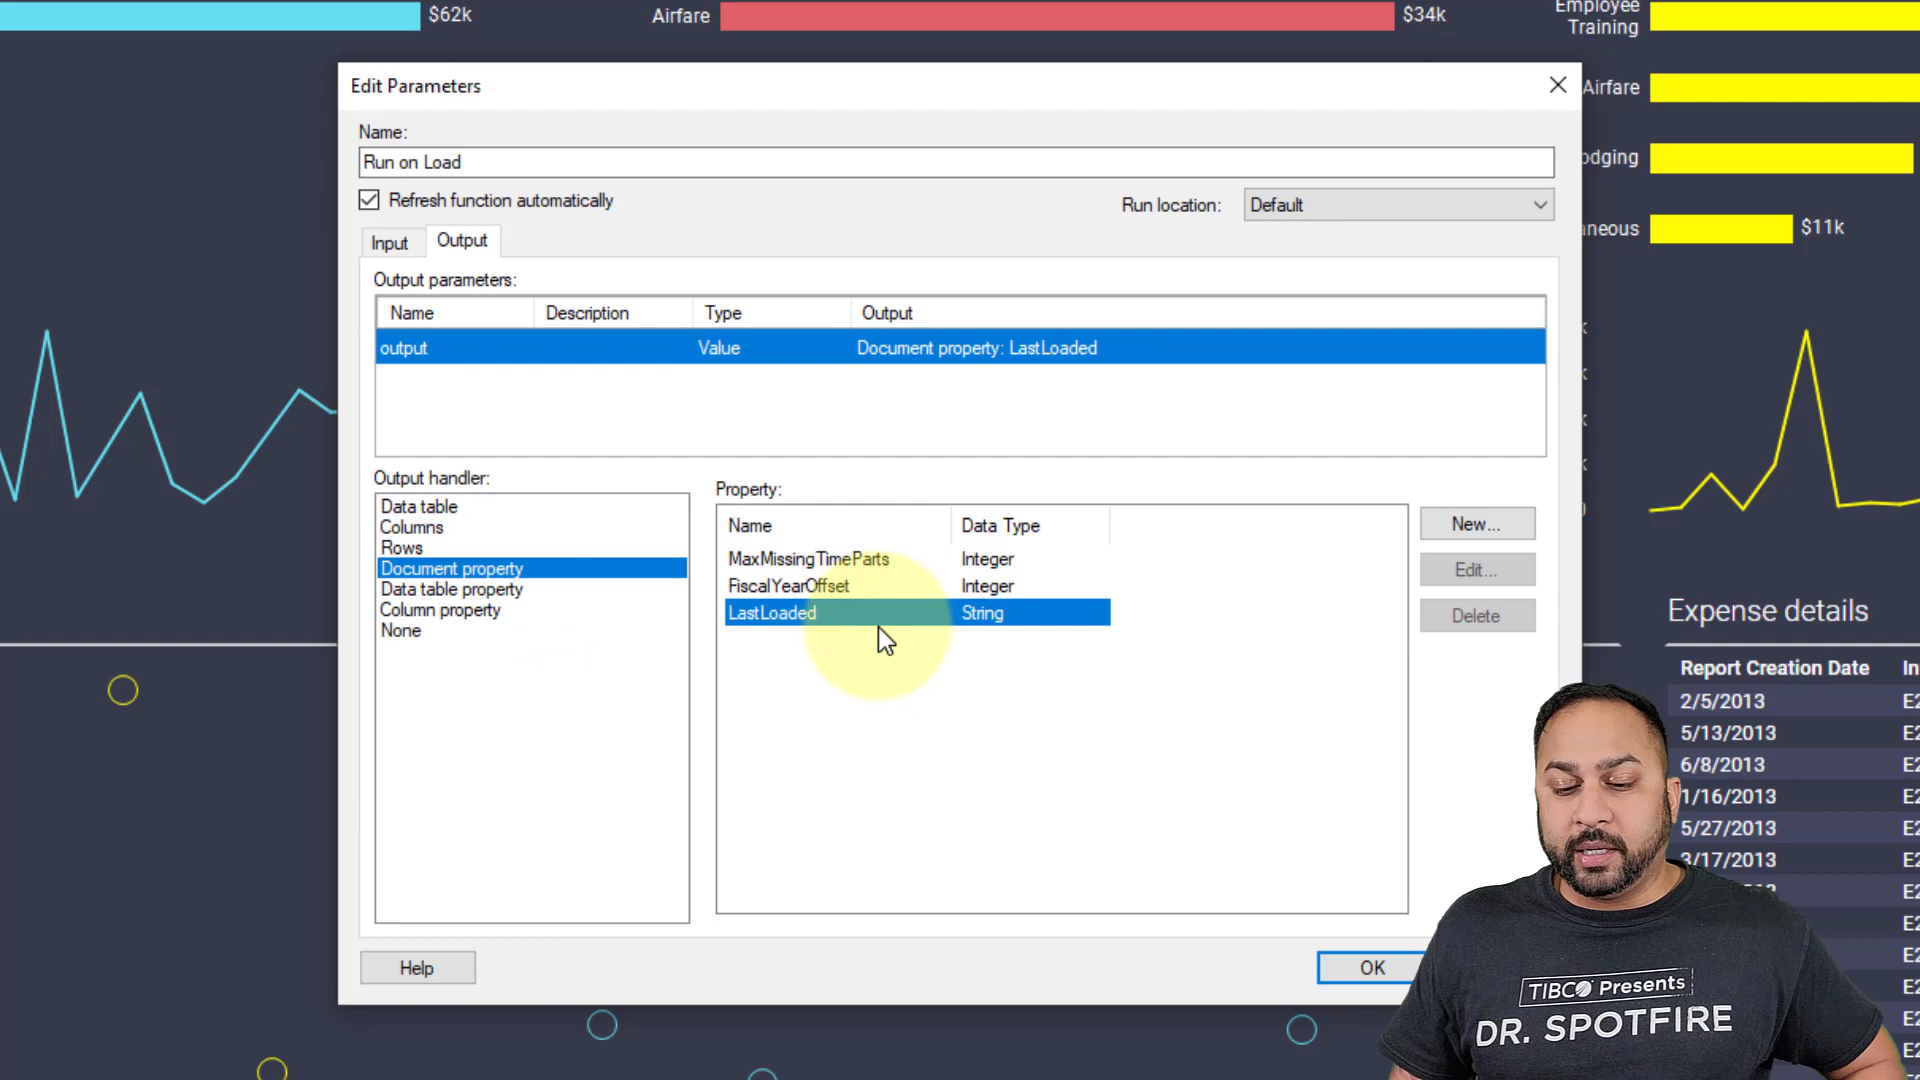 $62k
Airfare
$34k
Employee
Training
Edit Parameters
Airfare
Name:
Run on Load
Refresh function automatically
Run location:
Default
$11k
Input
Output
Output parameters:
Name Description Type Output
output Value Document property: LastLoaded
Output handler:
Data table
Columns
Rows
Document property
Data table property
Column property
None
Property:
Name Data Type
MaxMissingTimeParts Integer
FiscalYearOffset Integer
LastLoaded String
New...
Edit...
Delete
Expense details
Report Creation Date
2/5/2013
5/13/2013
6/8/2013
1/16/2013
5/27/2013
3/17/2013
Help
OK
TIBCO Presents
DR. SPOTFIRE